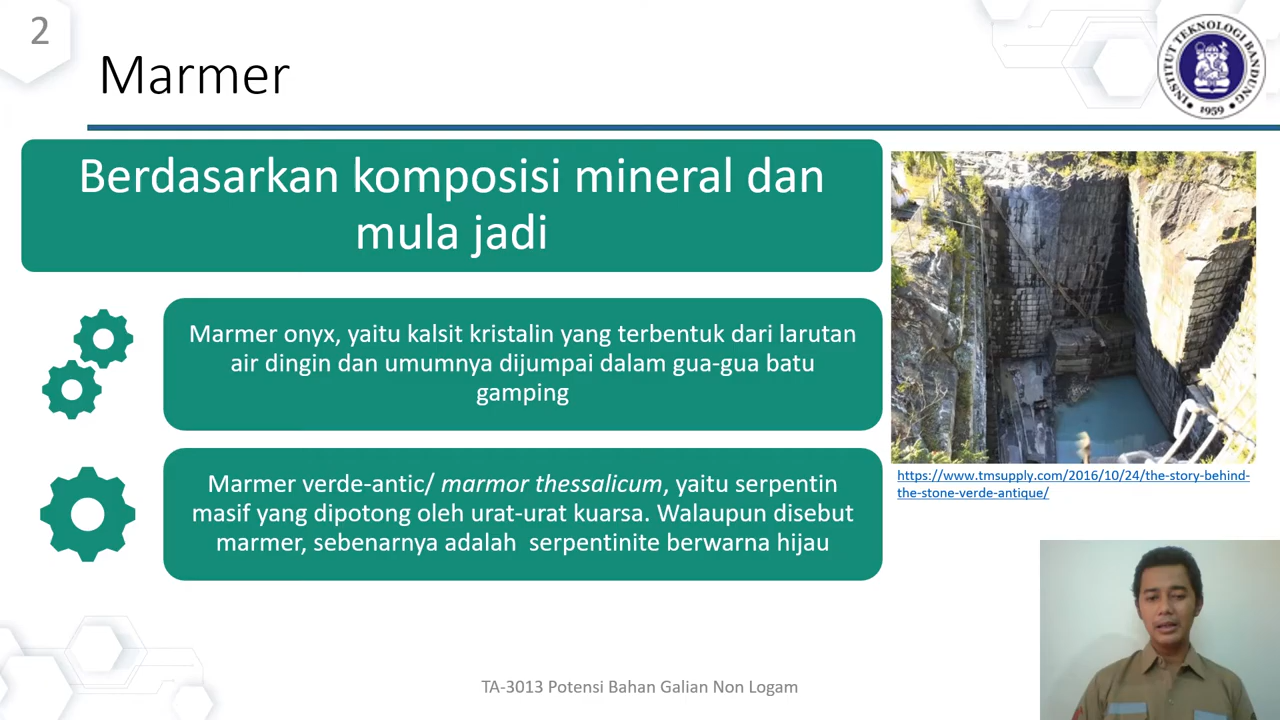 2
Marmer
INSTITUT TEKNOLOGI BANDUNG
1959
Berdasarkan komposisi mineral dan
mula jadi
Marmer onyx, yaitu kalsit kristalin yang terbentuk dari larutan
air dingin dan umumnya dijumpai dalam gua-gua batu
gamping
Marmer verde-antic/ marmor thessalicum, yaitu serpentin
masif yang dipotong oleh urat-urat kuarsa. Walaupun disebut
marmer, sebenarnya adalah serpentinite berwarna hijau
https://www.tmsupply.com/2016/10/24/the-story-behind-
the-stone-verde-antique/
TA-3013 Potensi Bahan Galian Non Logam